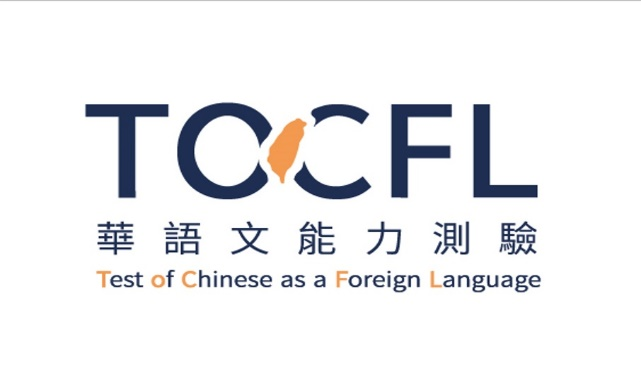 TOCFL
華語文能力測驗
Test of Chinese as a Foreign Language